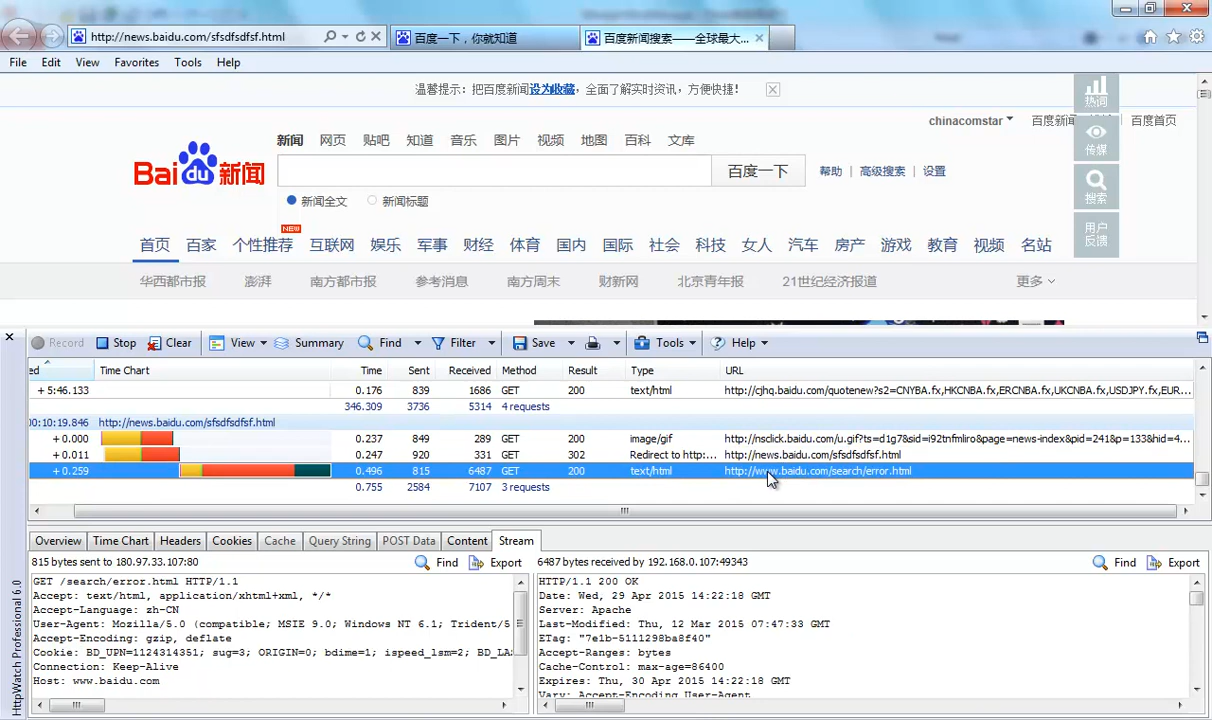 http://news.baidu.com/sfsdfsdfsf.html
百度一下，你就知道
百度新闻搜索——全球最大...
File Edit View Favorites Tools Help
温馨提示：把百度新闻设为收藏，全面了解实时资讯，方便快捷！
热词
chinacomstar
百度新闻
百度首页
传媒
新闻 网页 贴吧 知道 音乐 图片 视频 地图 百科 文库
Bai du 新闻
百度一下
帮助 | 高级搜索 | 设置
搜索
新闻全文 新闻标题
用户
反馈
NEW
首页 百家 个性推荐 互联网 娱乐 军事 财经 体育 国内 国际 社会 科技 女人 汽车 房产 游戏 教育 视频 名站
华西都市报 澎湃 南方都市报 参考消息 南方周末 财新网 北京青年报 21世纪经济报道 更多
Record Stop Clear View Summary Find Filter Save Tools Help
ed Time Chart Time Sent Received Method Result Type URL
+ 5:46.133 0.176 839 1686 GET 200 text/html http://cjhq.baidu.com/quotenew?s2=CNYBA.fx,HKCNBA.fx,ERCNBA.fx,UKCNBA.fx,USDJPY.fx,EUR...
346.309 3736 5314 4 requests
00:10:19.846 http://news.baidu.com/sfsdfsdfsf.html
+ 0.000 0.237 849 289 GET 200 image/gif http://nsclick.baidu.com/u.gif?ts=d1g7&sid=i92tnfmlro&page=news-index&pid=241&p=133&hid=4...
+ 0.011 0.247 920 331 GET 302 Redirect to http:... http://news.baidu.com/sfsdfsdfsf.html
+ 0.259 0.496 815 6487 GET 200 text/html http://www.baidu.com/search/error.html
0.755 2584 7107 3 requests
Overview Time Chart Headers Cookies Cache Query String POST Data Content Stream
815 bytes sent to 180.97.33.107:80 Find Export
6487 bytes received by 192.168.0.107:49343 Find Export
GET /search/error.html HTTP/1.1
Accept: text/html, application/xhtml+xml, */*
Accept-Language: zh-CN
User-Agent: Mozilla/5.0 (compatible; MSIE 9.0; Windows NT 6.1; Trident/5
Accept-Encoding: gzip, deflate
Cookie: BD_UPN=1124314351; sug=3; ORIGIN=0; bdime=1; ispeed_lsm=2; BD_LA
Connection: Keep-Alive
Host: www.baidu.com
HTTP/1.1 200 OK
Date: Wed, 29 Apr 2015 14:22:18 GMT
Server: Apache
Last-Modified: Thu, 12 Mar 2015 07:47:33 GMT
ETag: "7e1b-5111298ba8f40"
Accept-Ranges: bytes
Cache-Control: max-age=86400
Expires: Thu, 30 Apr 2015 14:22:18 GMT
Vary: Accept-Encoding,User-Agent
HttpWatch Professional 6.0